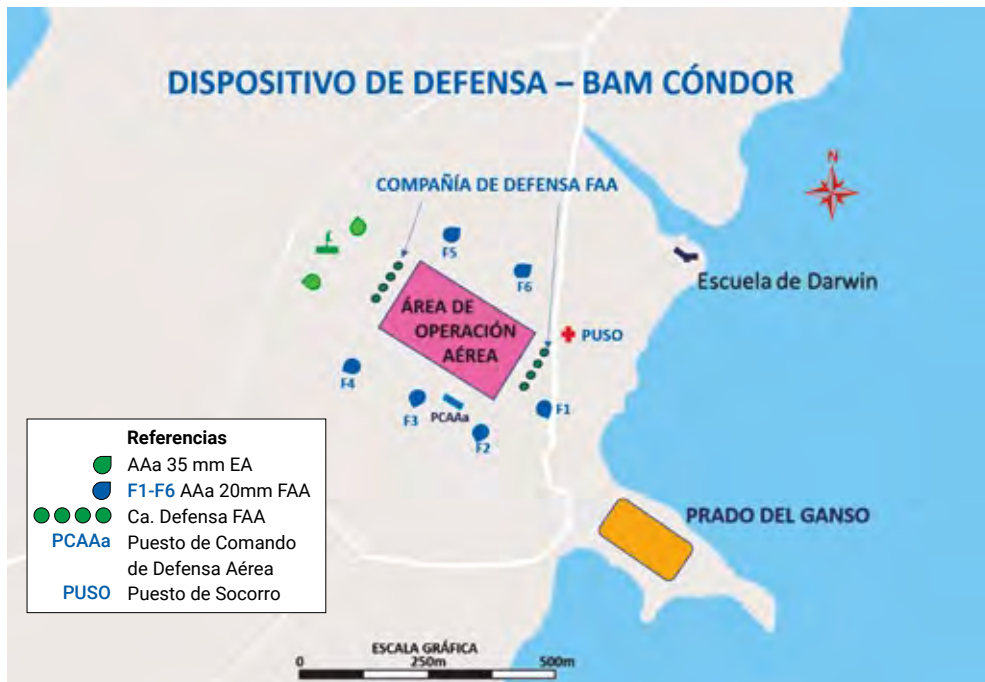 DISPOSITIVO DE DEFENSA – BAM CÓNDOR
N
COMPAÑÍA DE DEFENSA FAA
F5
F6
Escuela de Darwin
ÁREA DE
OPERACIÓN
AÉREA
PUSO
F4
F3
PCAAa
F2
F1
PRADO DEL GANSO
Referencias
AAa 35 mm EA
F1-F6 AAa 20mm FAA
Ca. Defensa FAA
PCAAa Puesto de Comando
de Defensa Aérea
PUSO Puesto de Socorro
ESCALA GRÁFICA
0 250m 500m